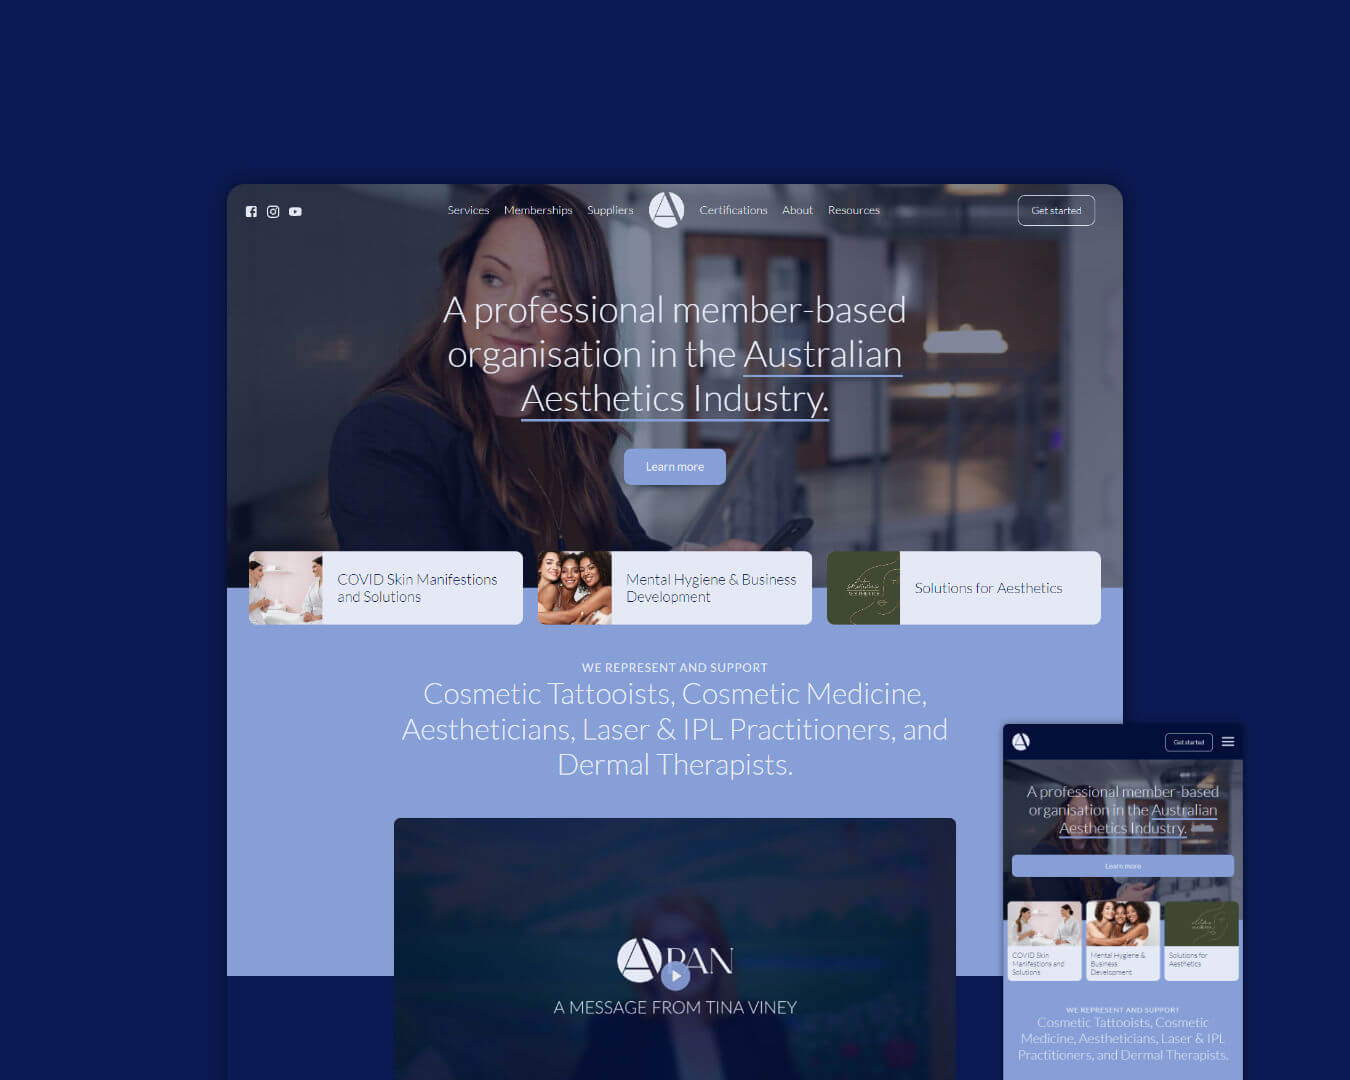 Services Memberships Suppliers Certifications About Resources Get started
A professional member-based
organisation in the Australian
Aesthetics Industry.
Learn more
COVID Skin Manifestions
and Solutions
Mental Hygiene & Business
Development
Solutions for Aesthetics
WE REPRESENT AND SUPPORT
Cosmetic Tattooists, Cosmetic Medicine,
Aestheticians, Laser & IPL Practitioners, and
Dermal Therapists.
APAN
A MESSAGE FROM TINA VINEY
Get started
A professional member-based
organisation in the Australian
Aesthetics Industry.
Learn more
COVID Skin
Manifestions and
Solutions
Mental Hygiene &
Business
Development
Solutions for
Aesthetics
WE REPRESENT AND SUPPORT
Cosmetic Tattooists, Cosmetic
Medicine, Aestheticians, Laser & IPL
Practitioners, and Dermal Therapists.